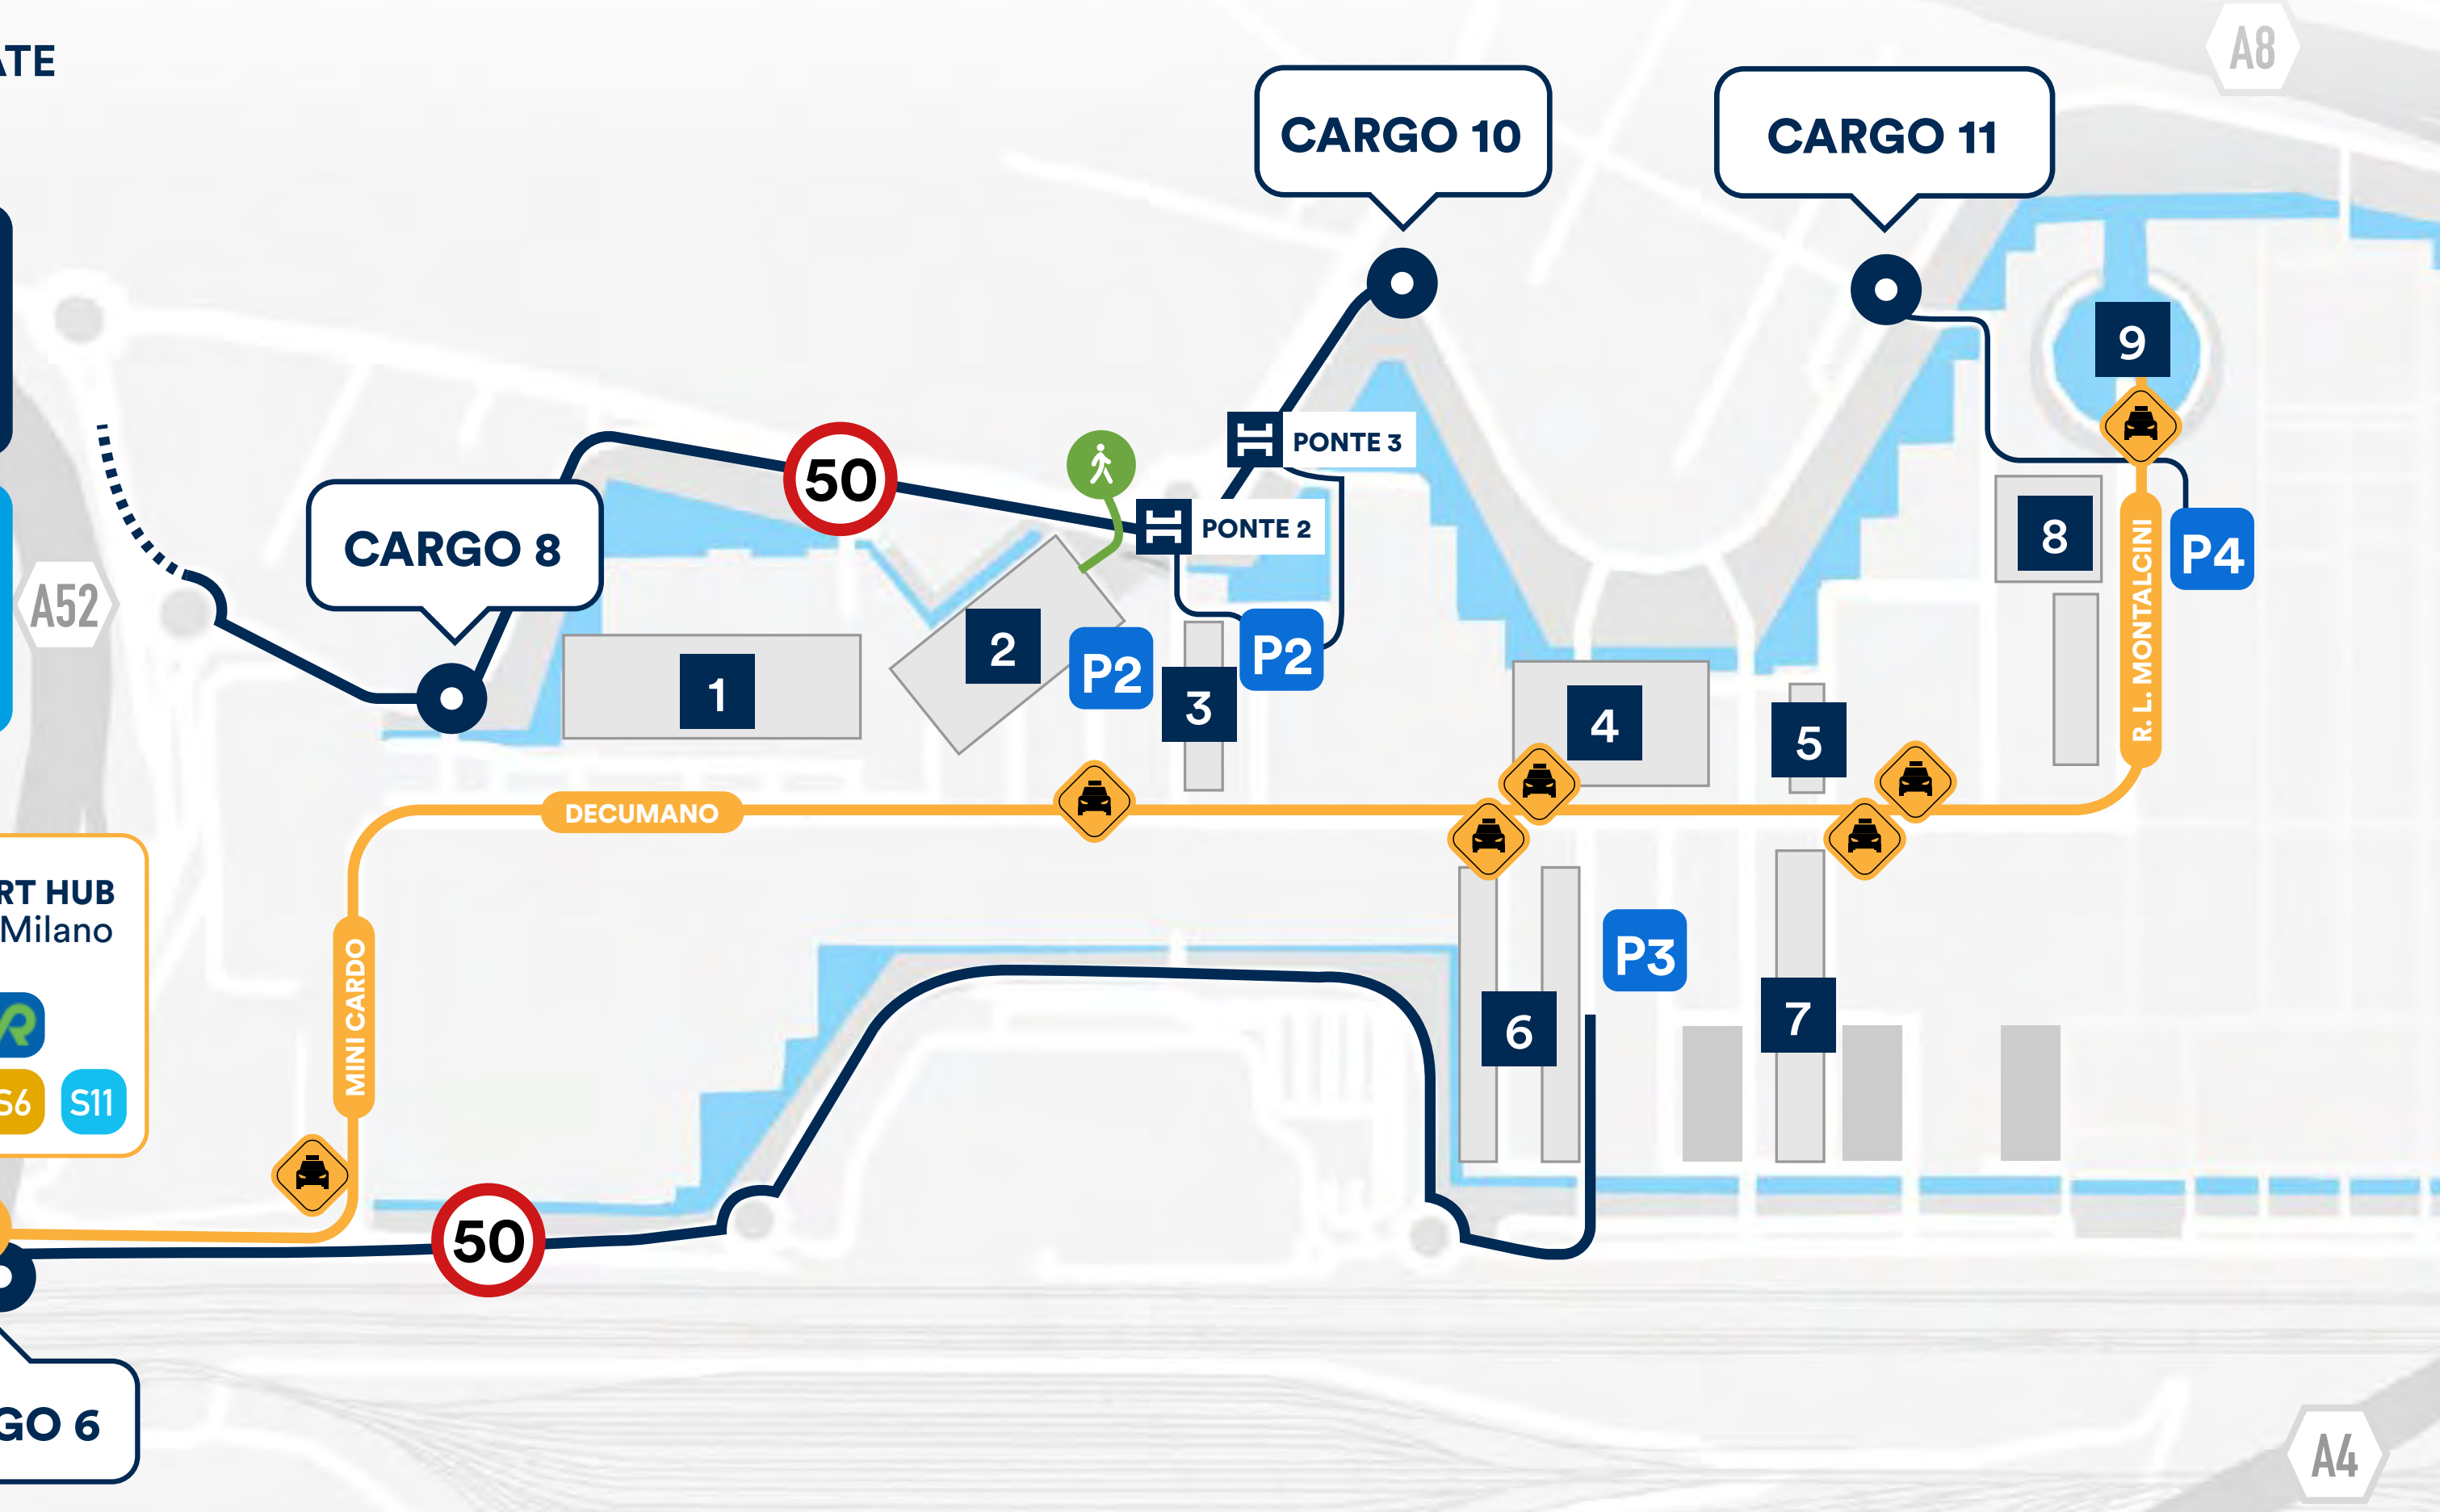 ATE
A8
CARGO 10
CARGO 11
9
50
PONTE 3
PONTE 2
CARGO 8
A52
8
P4
R. L. MONTALCINI
1
2
P2
P2
3
4
5
DECUMANO
RT HUB
Milano
MINI CARDO
P3
6
7
S6
S11
50
GO 6
A4